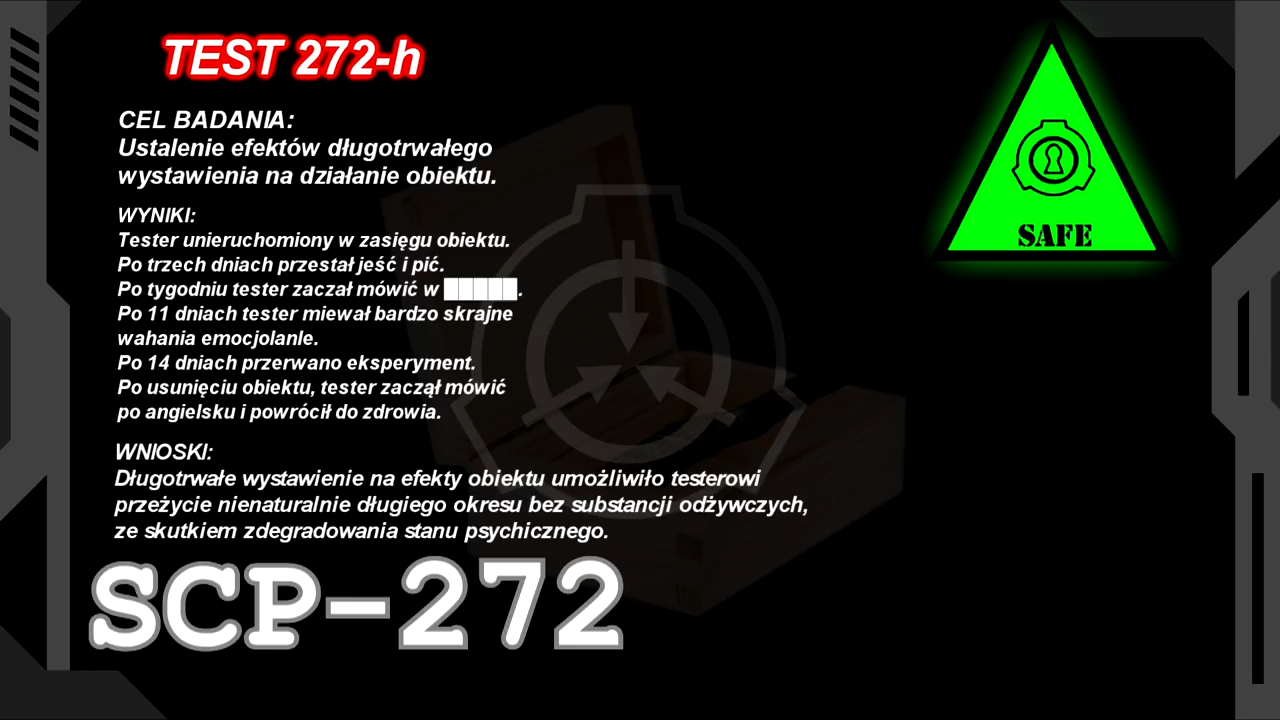 TEST 272-h
SAFE
CEL BADANIA:
Ustalenie efektów długotrwałego
wystawienia na działanie obiektu.
WYNIKI:
Tester unieruchomiony w zasięgu obiektu.
Po trzech dniach przestał jeść i pić.
Po tygodniu tester zaczał mówić w ██████.
Po 11 dniach tester miewał bardzo skrajne
wahania emocjolanle.
Po 14 dniach przerwano eksperyment.
Po usunięciu obiektu, tester zaczął mówić
po angielsku i powrócił do zdrowia.
WNIOSKI:
Długotrwałe wystawienie na efekty obiektu umożliwiło testerowi
przeżycie nienaturalnie długiego okresu bez substancji odżywczych,
ze skutkiem zdegradowania stanu psychicznego.
SCP-272